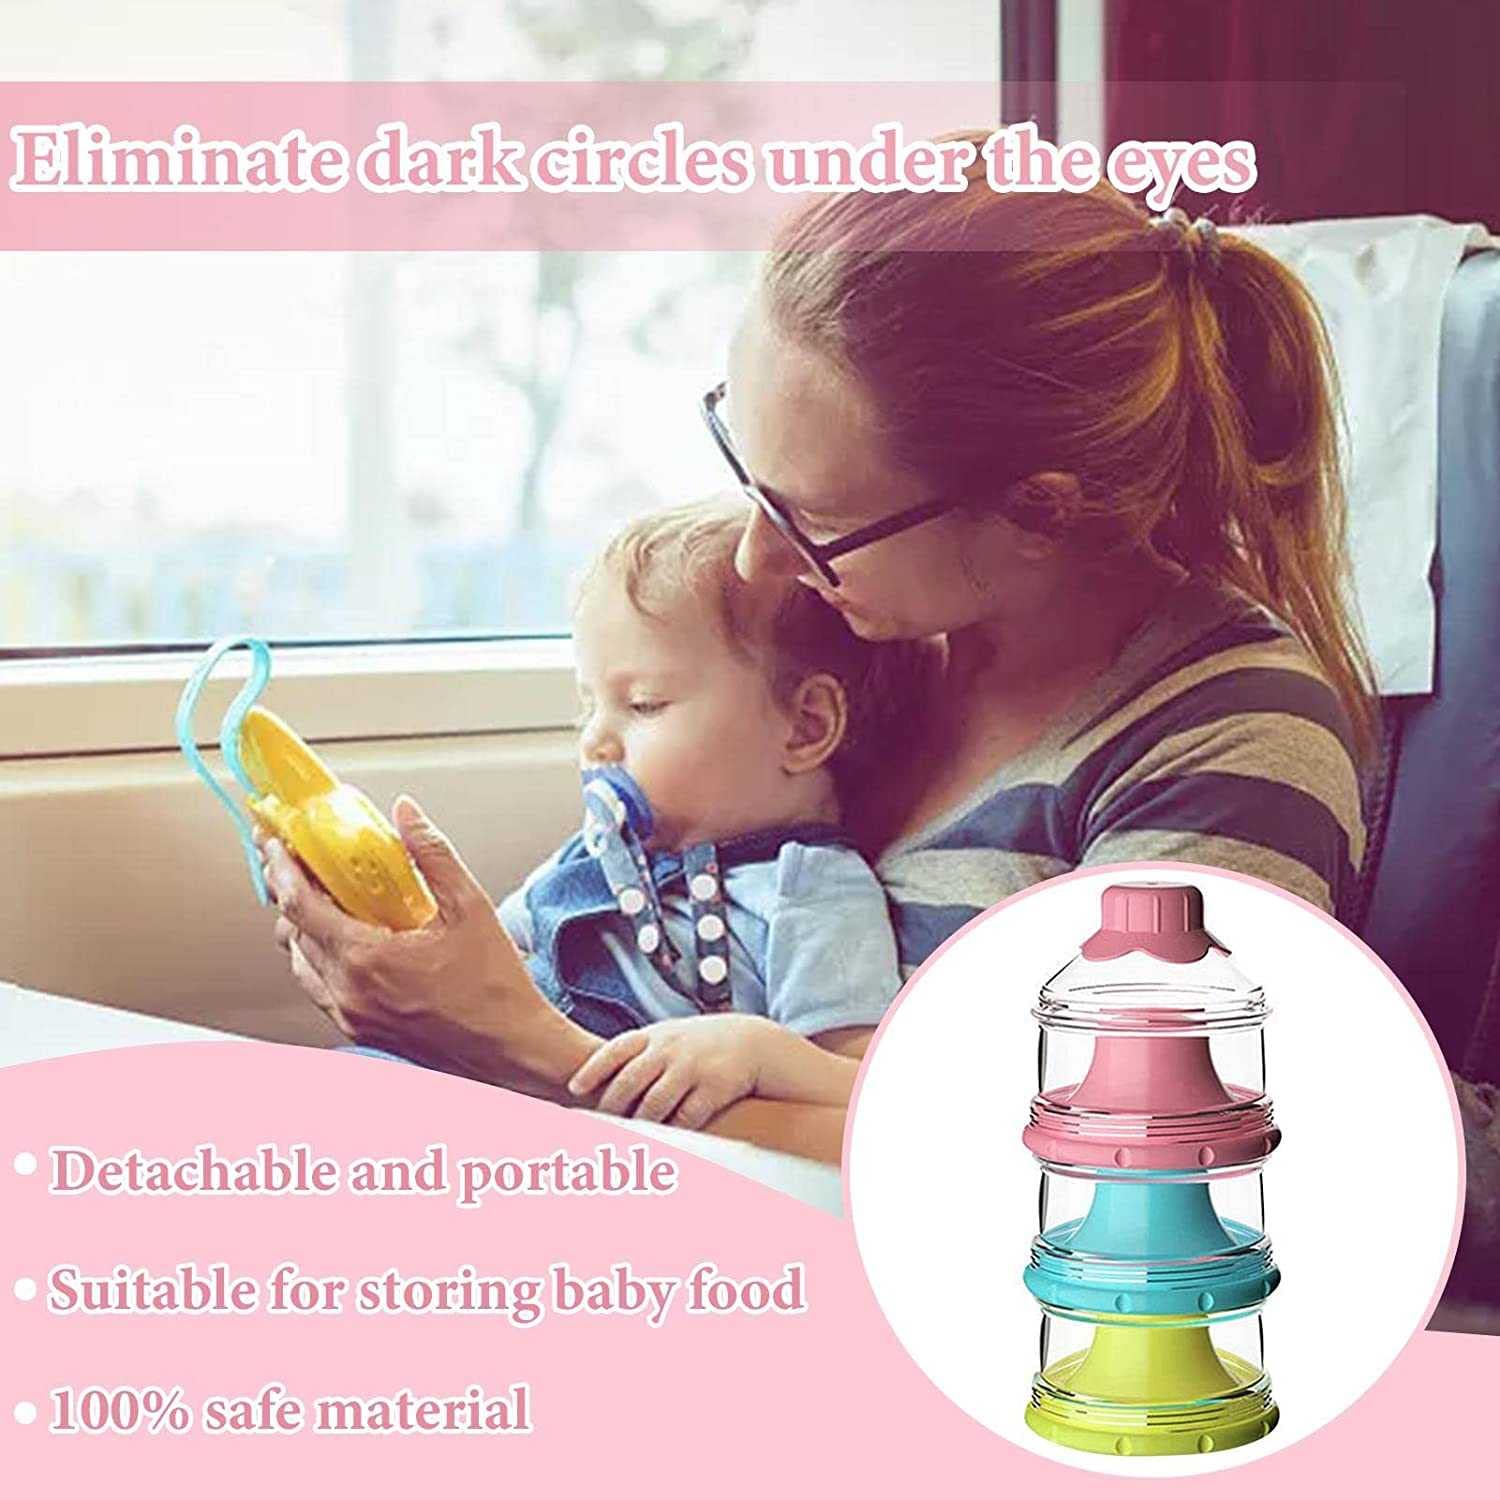 Eliminate dark circles under the eyes
• Detachable and portable
• Suitable for storing baby food
• 100% safe material